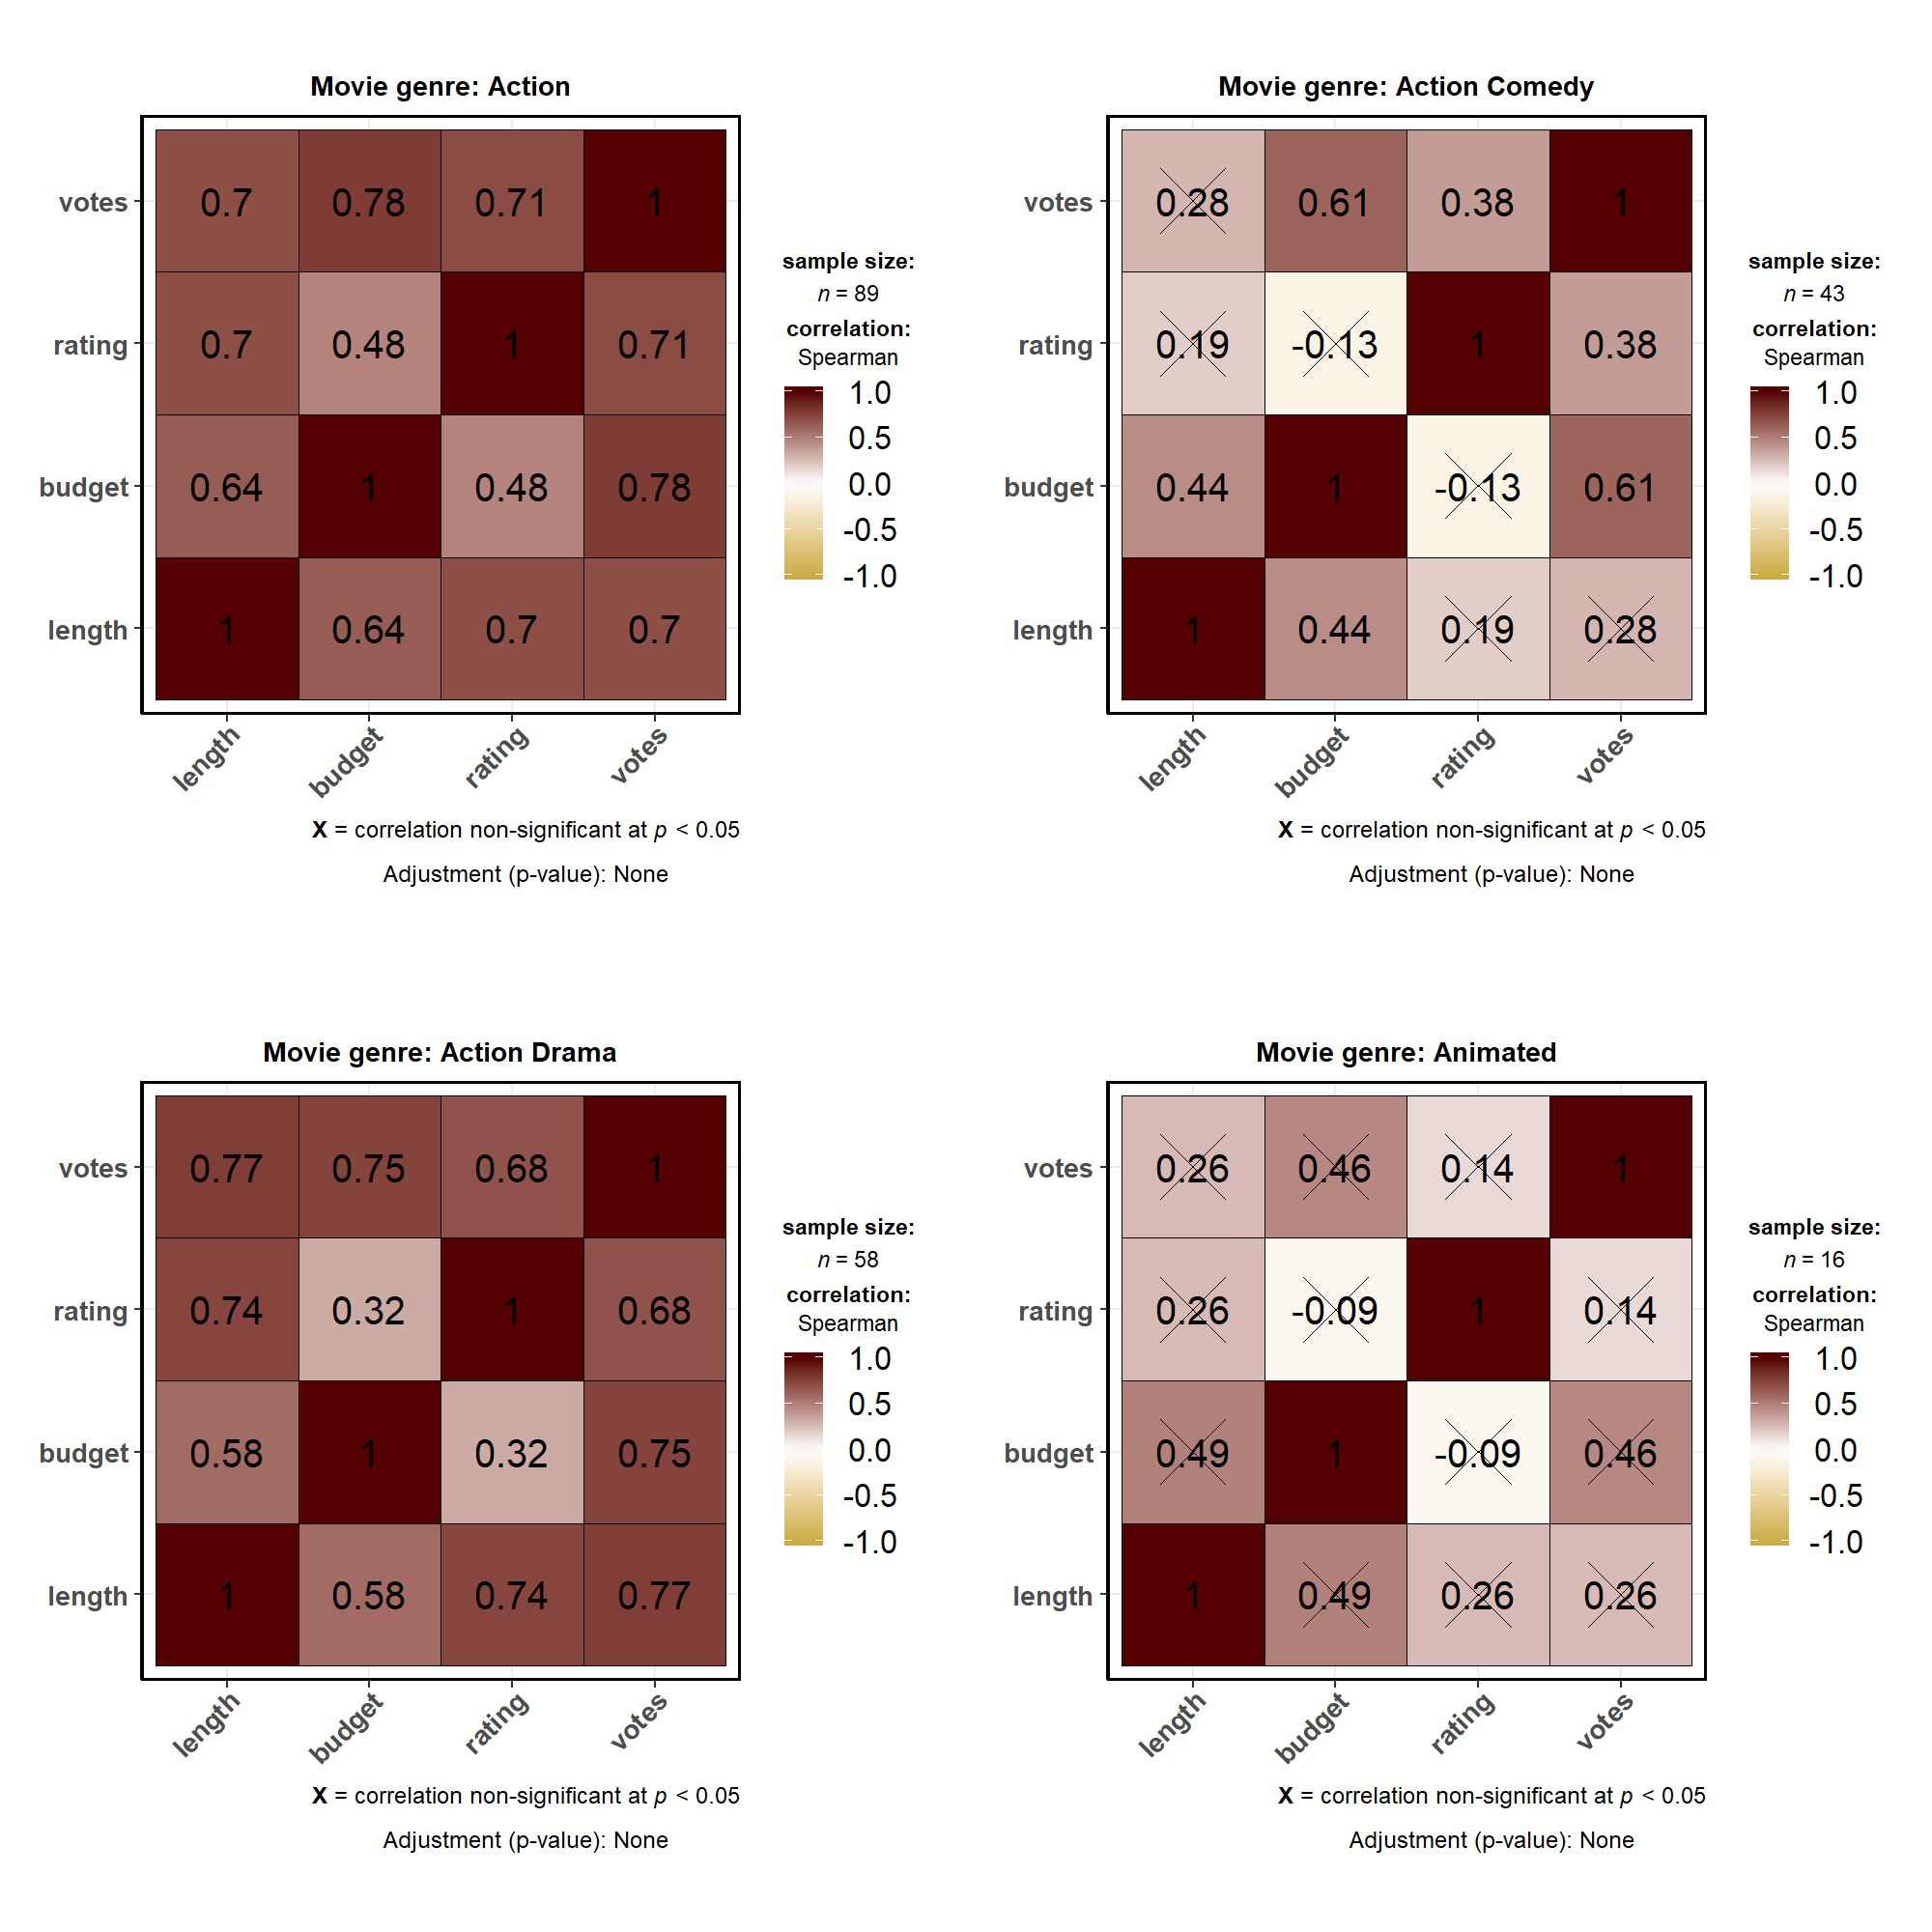 Movie genre: Action
votes 0.7 0.78 0.71 1
rating 0.7 0.48 1 0.71
budget 0.64 1 0.48 0.78
length 1 0.64 0.7 0.7
length budget rating votes
sample size:
n = 89
correlation:
Spearman
1.0
0.5
0.0
-0.5
-1.0
X = correlation non-significant at p < 0.05
Adjustment (p-value): None
Movie genre: Action Comedy
votes 0.28 0.61 0.38 1
rating 0.19 -0.13 1 0.38
budget 0.44 1 -0.13 0.61
length 1 0.44 0.19 0.28
length budget rating votes
sample size:
n = 43
correlation:
Spearman
1.0
0.5
0.0
-0.5
-1.0
X = correlation non-significant at p < 0.05
Adjustment (p-value): None
Movie genre: Action Drama
votes 0.77 0.75 0.68 1
rating 0.74 0.32 1 0.68
budget 0.58 1 0.32 0.75
length 1 0.58 0.74 0.77
length budget rating votes
sample size:
n = 58
correlation:
Spearman
1.0
0.5
0.0
-0.5
-1.0
X = correlation non-significant at p < 0.05
Adjustment (p-value): None
Movie genre: Animated
votes 0.26 0.46 0.14 1
rating 0.26 -0.09 1 0.14
budget 0.49 1 -0.09 0.46
length 1 0.49 0.26 0.26
length budget rating votes
sample size:
n = 16
correlation:
Spearman
1.0
0.5
0.0
-0.5
-1.0
X = correlation non-significant at p < 0.05
Adjustment (p-value): None